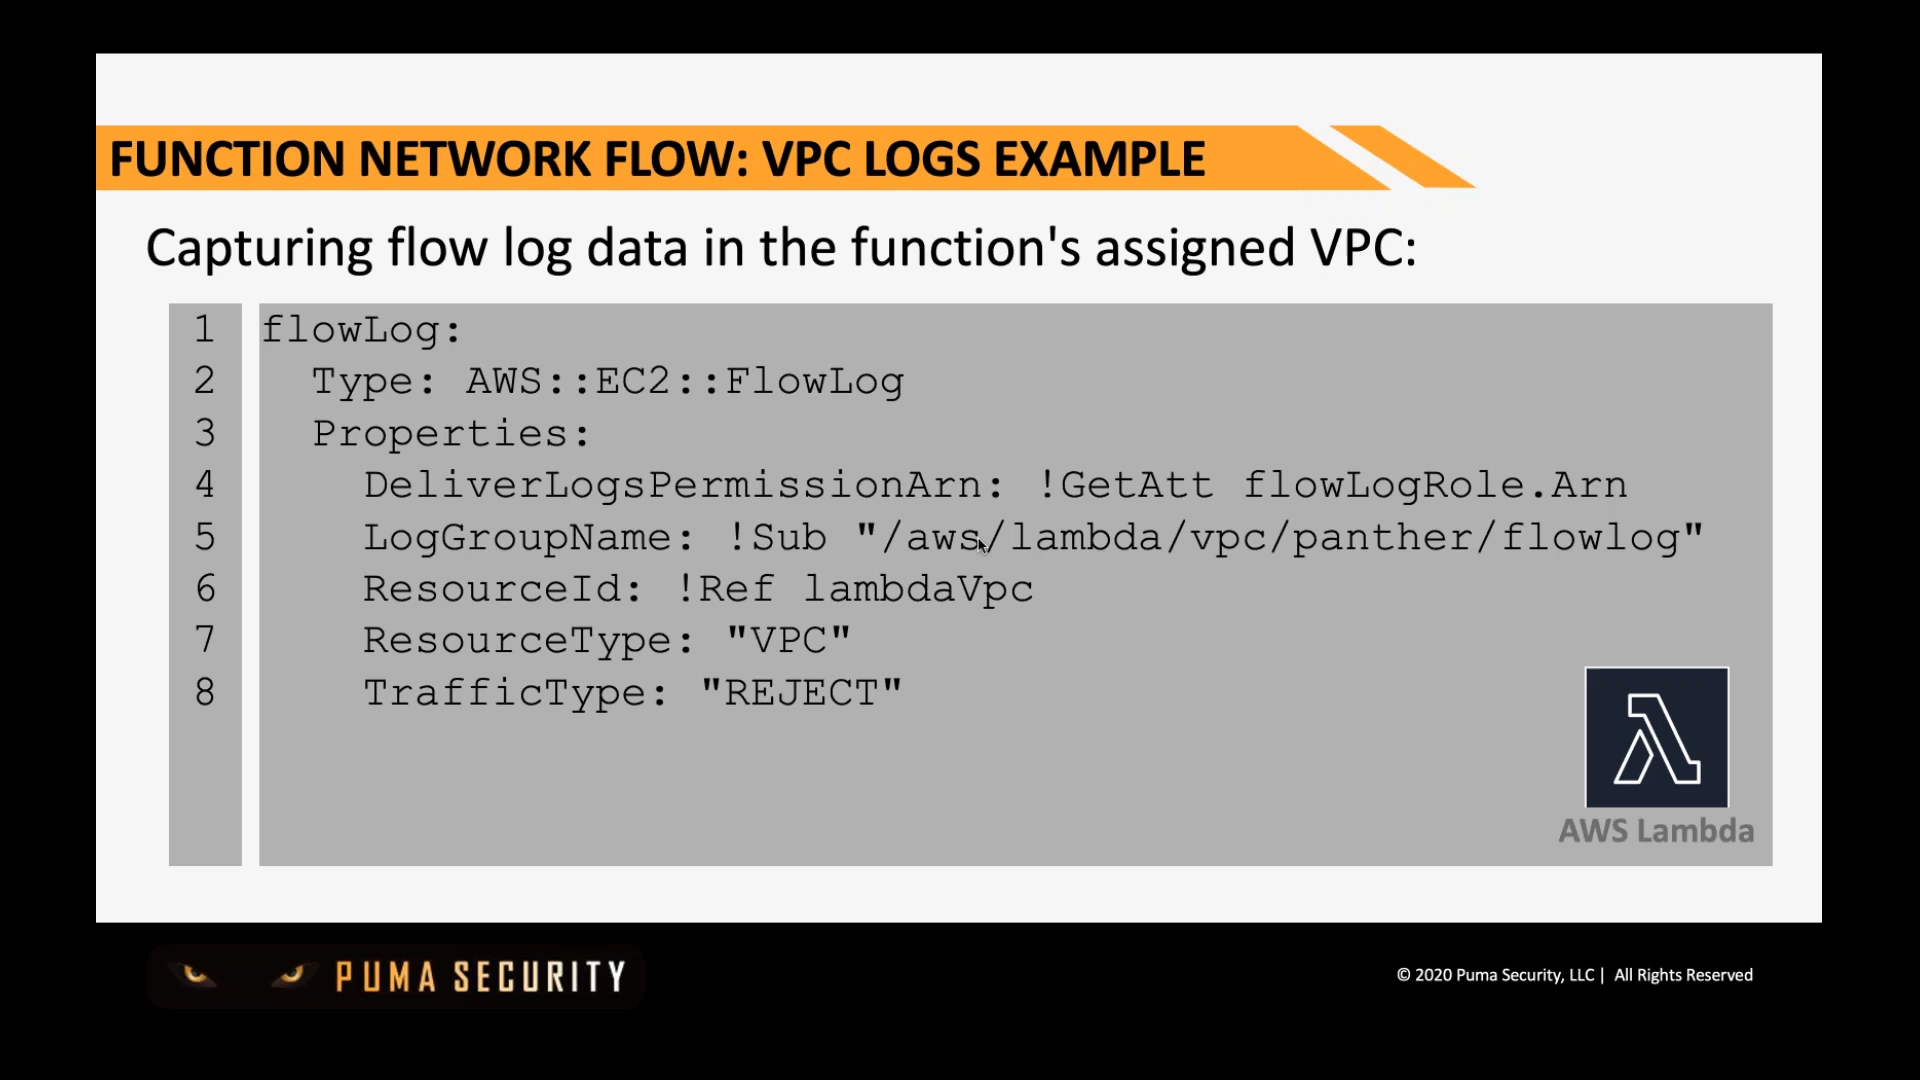 FUNCTION NETWORK FLOW: VPC LOGS EXAMPLE
Capturing flow log data in the function's assigned VPC:
1 flowLog:
2   Type: AWS::EC2::FlowLog
3   Properties:
4     DeliverLogsPermissionArn: !GetAtt flowLogRole.Arn
5     LogGroupName: !Sub "/aws/lambda/vpc/panther/flowlog"
6     ResourceId: !Ref lambdaVpc
7     ResourceType: "VPC"
8     TrafficType: "REJECT"
AWS Lambda
PUMA SECURITY
© 2020 Puma Security, LLC | All Rights Reserved